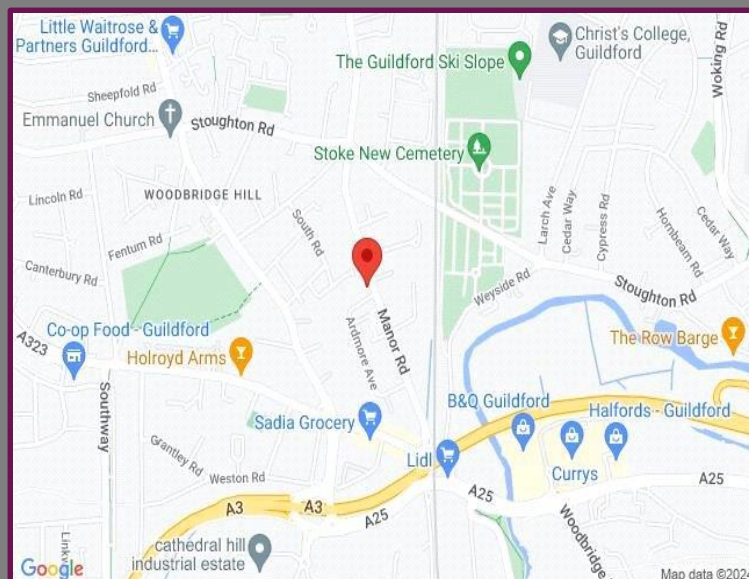 Little Waitrose &
Partners Guildford...
Christ's College,
Guildford
Woking Rd
The Guildford Ski Slope
Sheepfold Rd
Emmanuel Church
Stoughton Rd
Stoke New Cemetery
Lincoln Rd
WOODBRIDGE HILL
Larch Ave
Cedar Way
Cypress Rd
Hornbeam Rd
Cedar Way
South Rd
Fentum Rd
Canterbury Rd
Weyside Rd
Stoughton Rd
Manor Rd
Ardmore Ave
A323
Co-op Food - Guildford
Holroyd Arms
The Row Barge
Southway
B&Q Guildford
Halfords - Guildford
Sadia Grocery
Grantley Rd
Lidl
Currys
Weston Rd
A25
A25
A3
A3
A25
Woodbridge
cathedral hill
industrial estate
Google
Map data ©2024